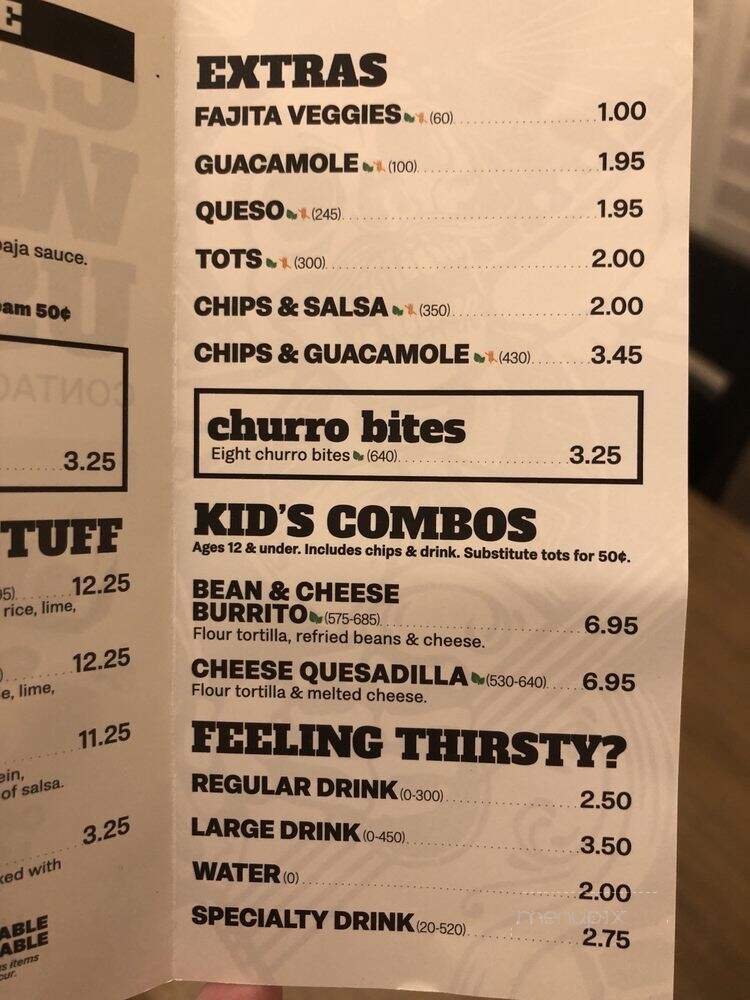 E
baja sauce.
am 50¢
3.25
TUFF
95) 12.25
rice, lime,
) 12.25
e, lime,
11.25
ein,
of salsa.
3.25
ked with
ABLE
ABLE
items
cur.
EXTRAS
FAJITA VEGGIES (60) 1.00
GUACAMOLE (100) 1.95
QUESO (245) 1.95
TOTS (300) 2.00
CHIPS & SALSA (350) 2.00
CHIPS & GUACAMOLE (430) 3.45
churro bites
Eight churro bites (640) 3.25
KID'S COMBOS
Ages 12 & under. Includes chips & drink. Substitute tots for 50¢.
BEAN & CHEESE
BURRITO (575-685) 6.95
Flour tortilla, refried beans & cheese.
CHEESE QUESADILLA (530-640) 6.95
Flour tortilla & melted cheese.
FEELING THIRSTY?
REGULAR DRINK (0-300) 2.50
LARGE DRINK (0-450) 3.50
WATER (0) 2.00
SPECIALTY DRINK (20-520) 2.75
menupix